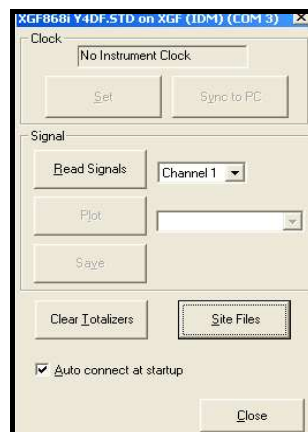 XGF868i Y4DF.STD on XGF (IDM) (COM 3)
Clock
No Instrument Clock
Set Sync to PC
Signal
Read Signals Channel 1
Plot
Save
Clear Totalizers Site Files
Auto connect at startup
Close